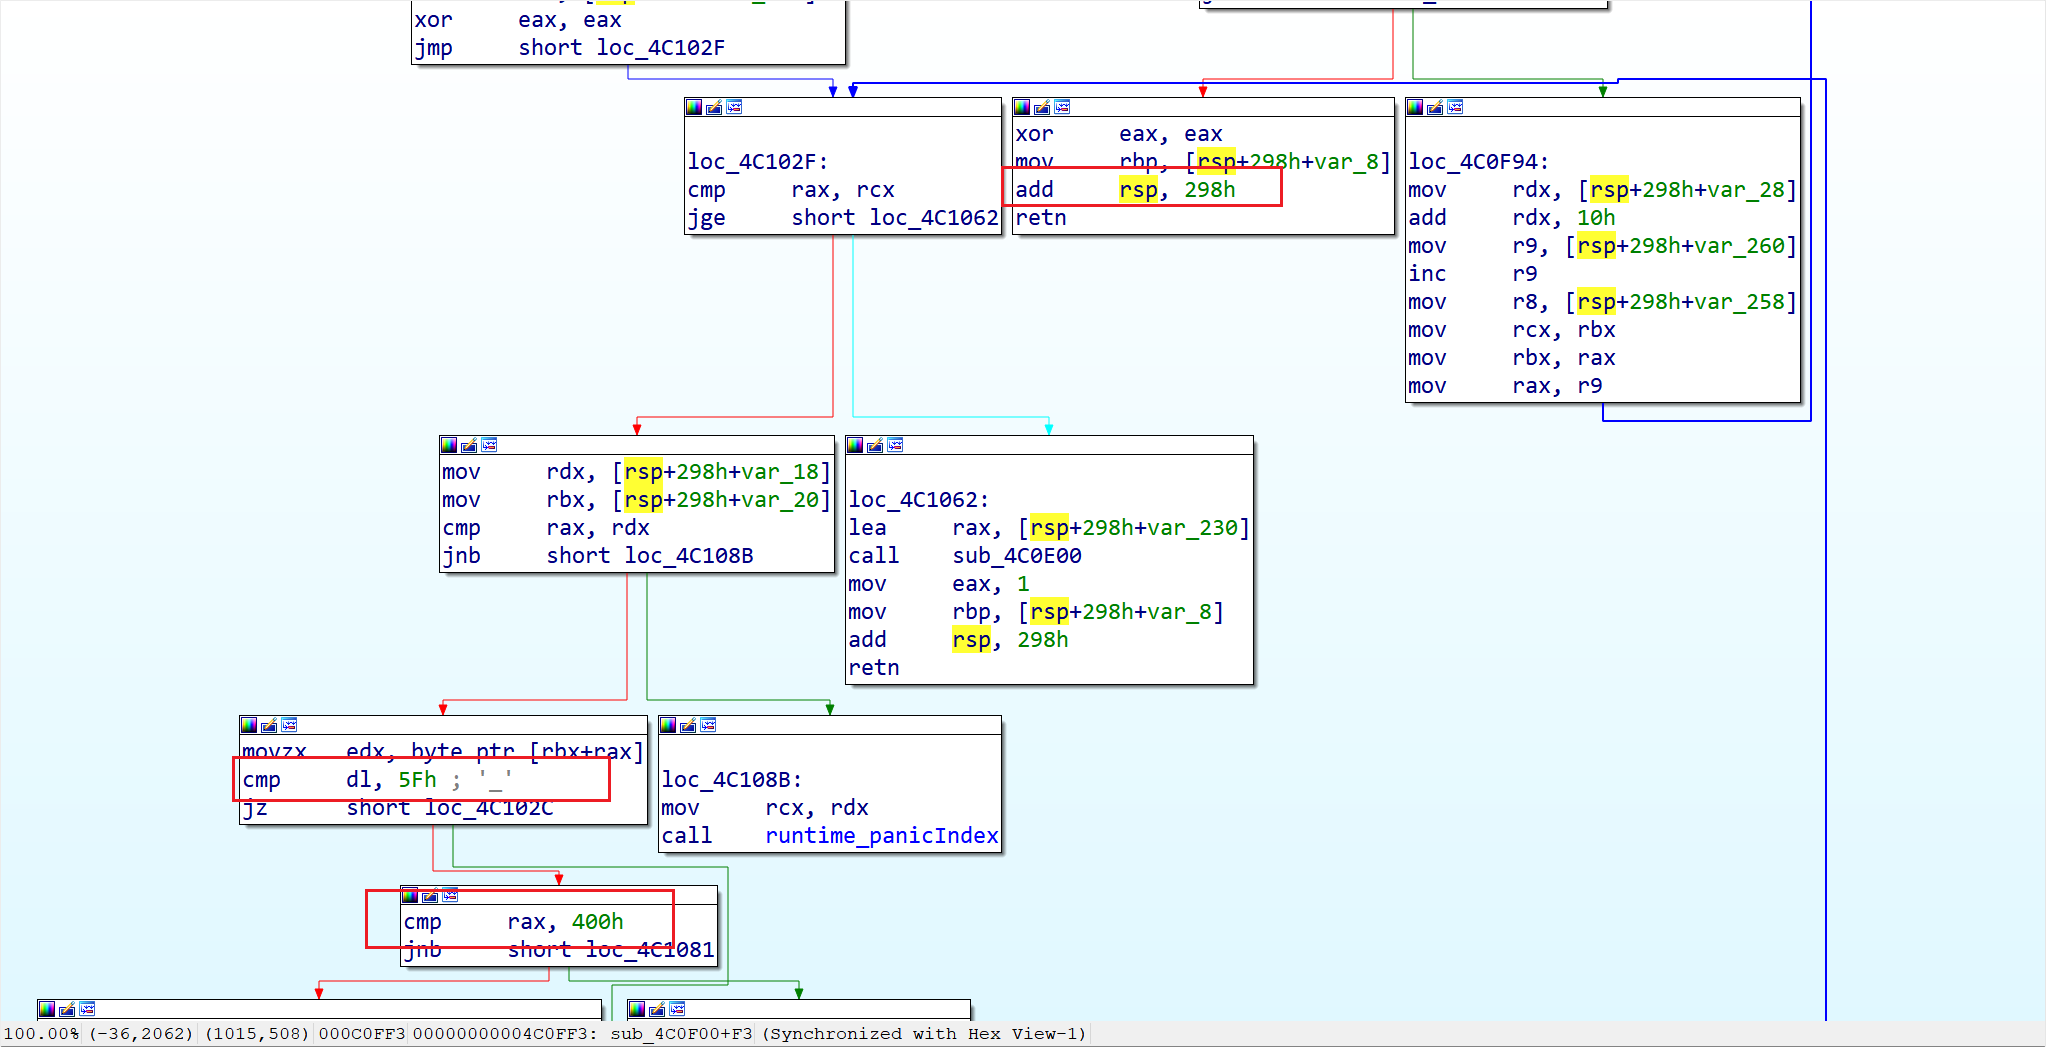 xor eax, eax
jmp short loc_4C102F
loc_4C102F:
cmp rax, rcx
jge short loc_4C1062
xor eax, eax
mov rbp, [rsp+298h+var_8]
add rsp, 298h
retn
loc_4C0F94:
mov rdx, [rsp+298h+var_28]
add rdx, 10h
mov r9, [rsp+298h+var_260]
inc r9
mov r8, [rsp+298h+var_258]
mov rcx, rbx
mov rbx, rax
mov rax, r9
mov rdx, [rsp+298h+var_18]
mov rbx, [rsp+298h+var_20]
cmp rax, rdx
jnb short loc_4C108B
loc_4C1062:
lea rax, [rsp+298h+var_230]
call sub_4C0E00
mov eax, 1
mov rbp, [rsp+298h+var_8]
add rsp, 298h
retn
movzx edx, byte ptr [rbx+rax]
cmp dl, 5Fh ; '_'
jz short loc_4C102C
loc_4C108B:
mov rcx, rdx
call runtime_panicIndex
cmp rax, 400h
jnb short loc_4C1081
100.00% (-36,2062) (1015,508) 000C0FF3 00000000004C0FF3: sub_4C0F00+F3 (Synchronized with Hex View-1)